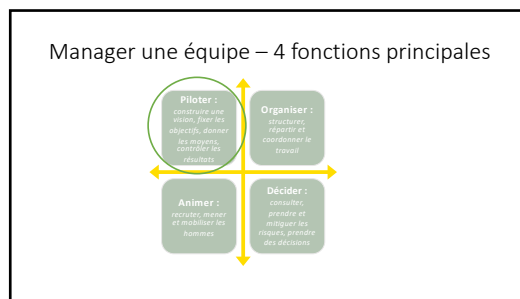 Manager une équipe – 4 fonctions principales
Piloter :
construire une
vision, fixer les
objectifs, donner
les moyens,
contrôler les
résultats
Organiser :
structurer,
répartir et
coordonner le
travail
Animer :
recruter, mener
et mobiliser les
hommes
Décider :
consulter,
prendre et
mitiguer les
risques, prendre
des décisions